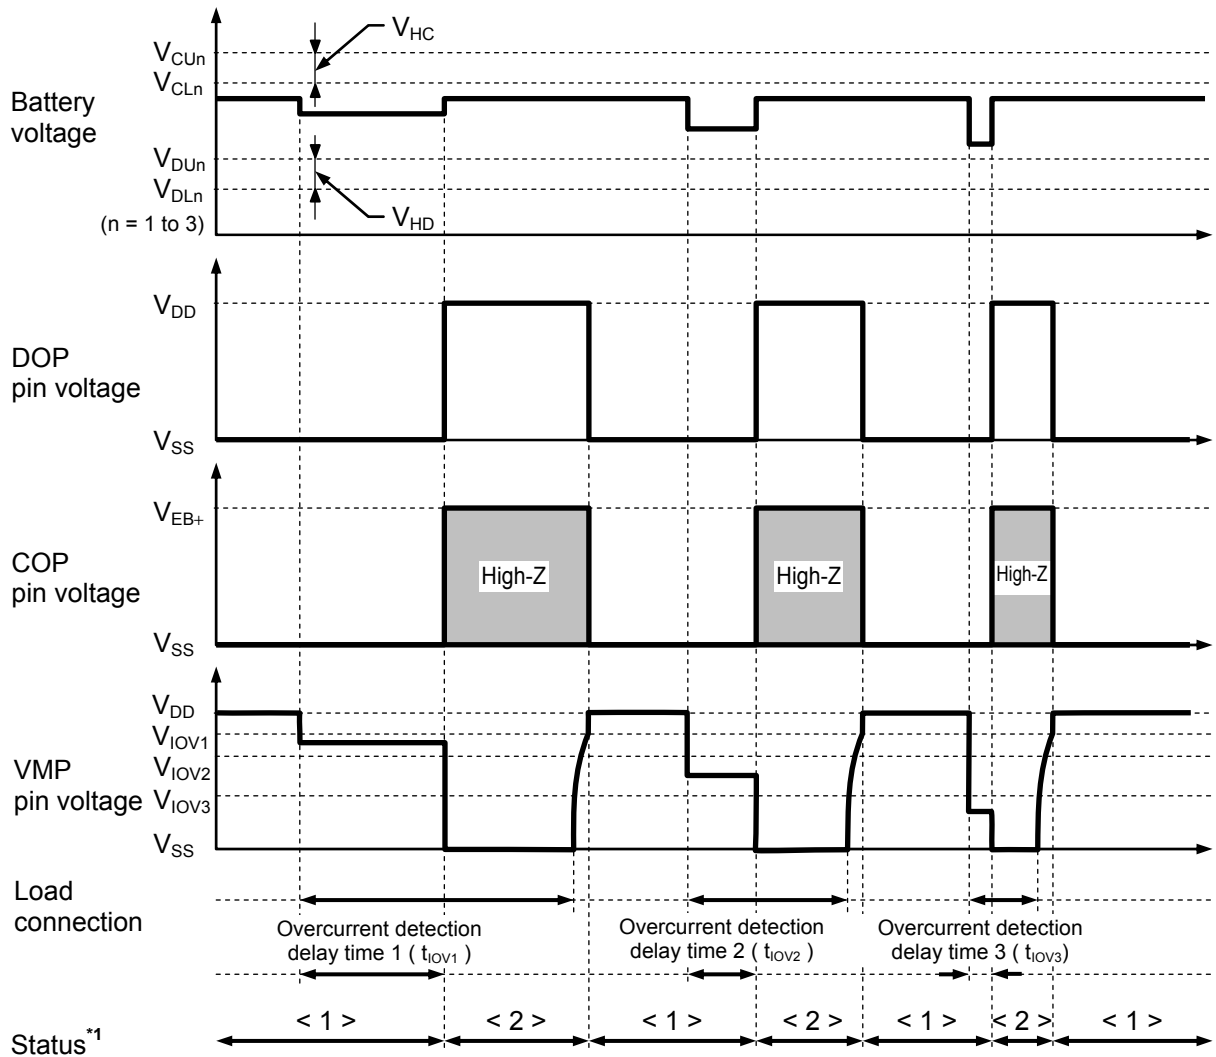 V_HC
V_CUn
V_CLn
Battery
voltage
V_DUn
V_DLn
(n = 1 to 3)
V_HD
V_DD
DOP
pin voltage
V_SS
V_EB+
COP
pin voltage
High-Z
High-Z
High-Z
V_SS
V_DD
V_IOV1
V_IOV2
VMP
pin voltage
V_IOV3
V_SS
Load
connection
Overcurrent detection
delay time 1 ( t_IOV1 )
Overcurrent detection
delay time 2 ( t_IOV2 )
Overcurrent detection
delay time 3 ( t_IOV3)
Status*1
< 1 > < 2 > < 1 > < 2 > < 1 > < 2 > < 1 >